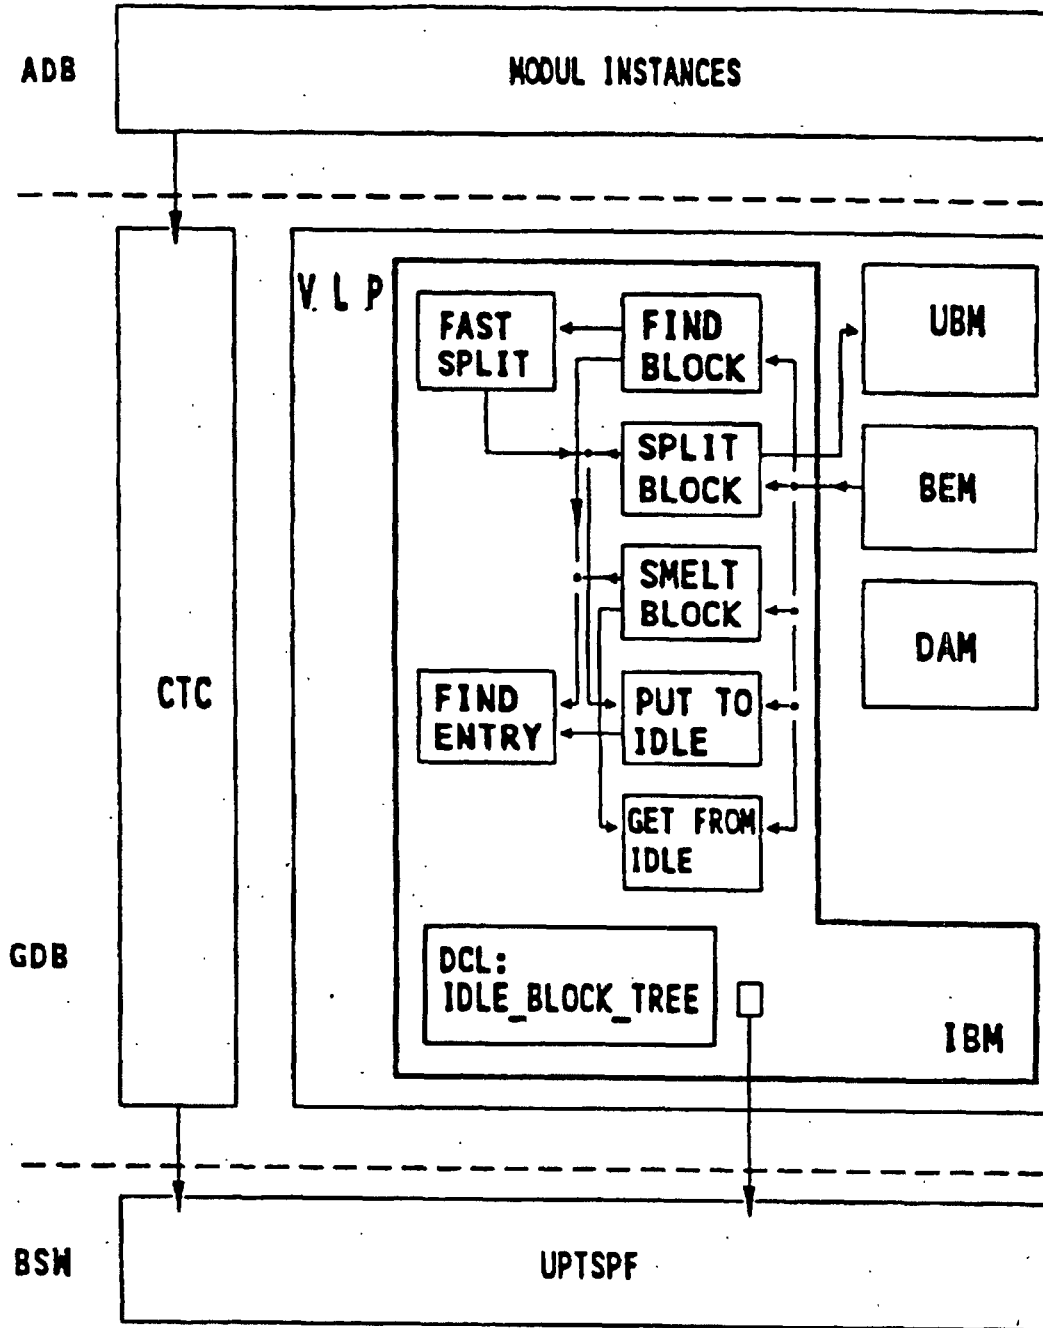 ADB
MODUL INSTANCES
V L P
FAST
SPLIT
FIND
BLOCK
UBM
SPLIT
BLOCK
BEM
SMELT
BLOCK
DAM
CTC
FIND
ENTRY
PUT TO
IDLE
GET FROM
IDLE
GDB
DCL:
IDLE_BLOCK_TREE
IBM
BSW
UPTSPF